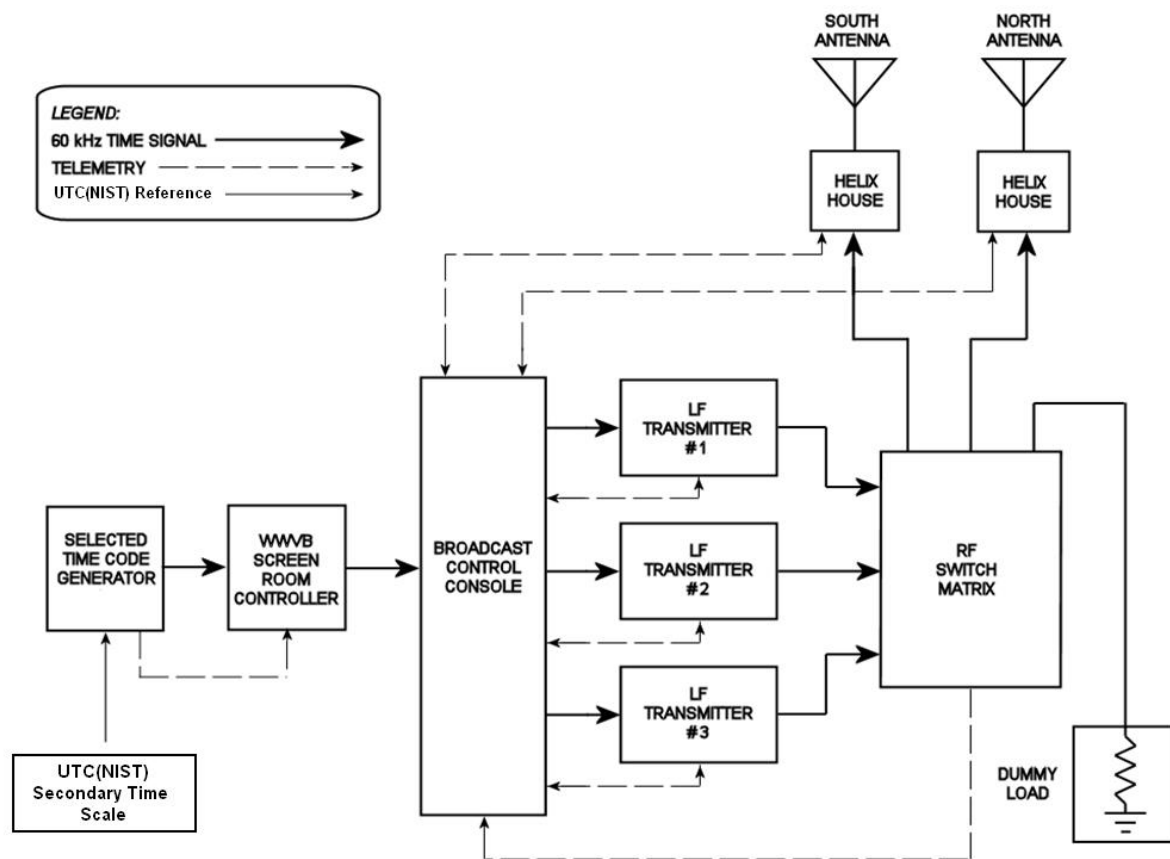 SOUTH
ANTENNA
NORTH
ANTENNA
LEGEND:
60 kHz TIME SIGNAL
TELEMETRY
UTC(NIST) Reference
HELIX
HOUSE
HELIX
HOUSE
LF
TRANSMITTER
#1
SELECTED
TIME CODE
GENERATOR
WWVB
SCREEN
ROOM
CONTROLLER
BROADCAST
CONTROL
CONSOLE
LF
TRANSMITTER
#2
RF
SWITCH
MATRIX
LF
TRANSMITTER
#3
UTC(NIST)
Secondary Time
Scale
DUMMY
LOAD